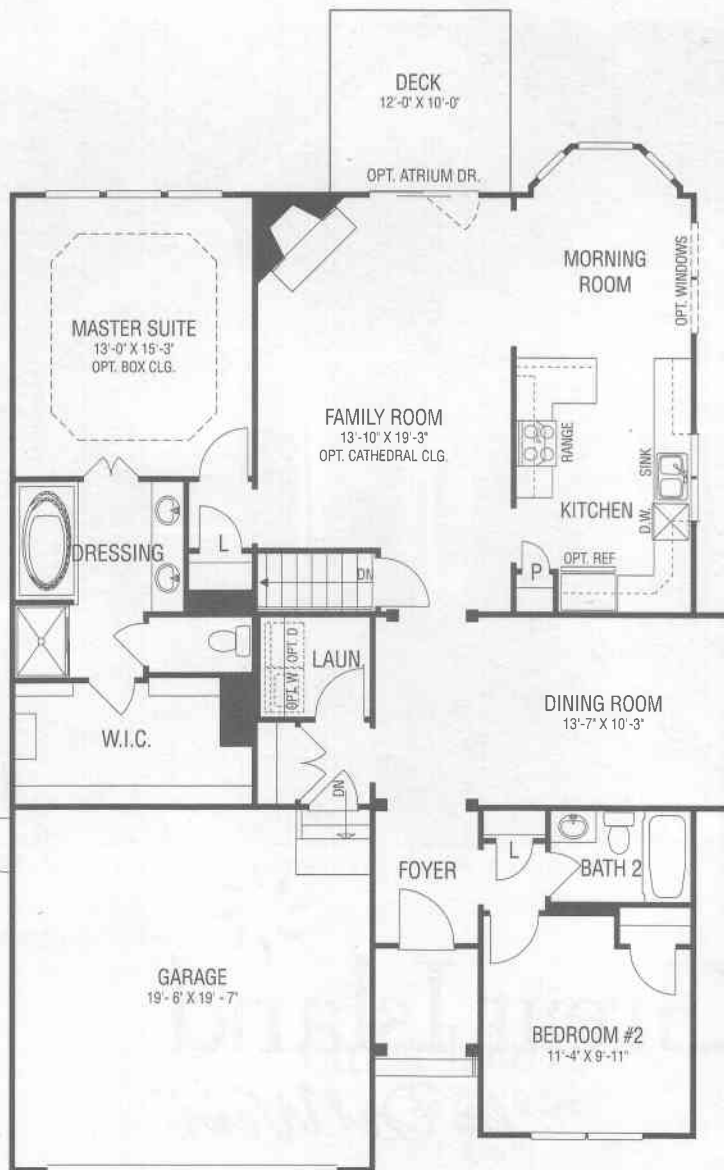 DECK
12'-0" X 10'-0"
OPT. ATRIUM DR.
MORNING
ROOM
OPT. WINDOWS
MASTER SUITE
13'-0" X 15'-3"
OPT. BOX CLG.
FAMILY ROOM
13'-10" X 19'-3"
OPT. CATHEDRAL CLG.
RANGE
SINK
KITCHEN
D.W.
DRESSING
L
DN
P
OPT. REF
OPT. W
OPT. D
LAUN
DINING ROOM
13'-7" X 10'-3"
W.I.C.
DN
FOYER
L
BATH 2
GARAGE
19'- 6" X 19' - 7"
BEDROOM #2
11'-4" X 9'-11"